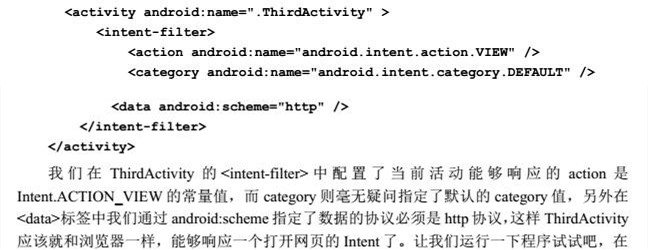 <activity android:name=".ThirdActivity" >
<intent-filter>
<action android:name="android.intent.action.VIEW" />
<category android:name="android.intent.category.DEFAULT" />
<data android:scheme="http" />
</intent-filter>
</activity>
我们在 ThirdActivity 的<intent-filter>中配置了当前活动能够响应的 action 是
Intent.ACTION_VIEW 的常量值，而 category 则毫无疑问指定了默认的 category 值，另外在
<data>标签中我们通过 android:scheme 指定了数据的协议必须是 http 协议，这样 ThirdActivity
应该就和浏览器一样，能够响应一个打开网页的 Intent 了。让我们运行一下程序试试吧，在